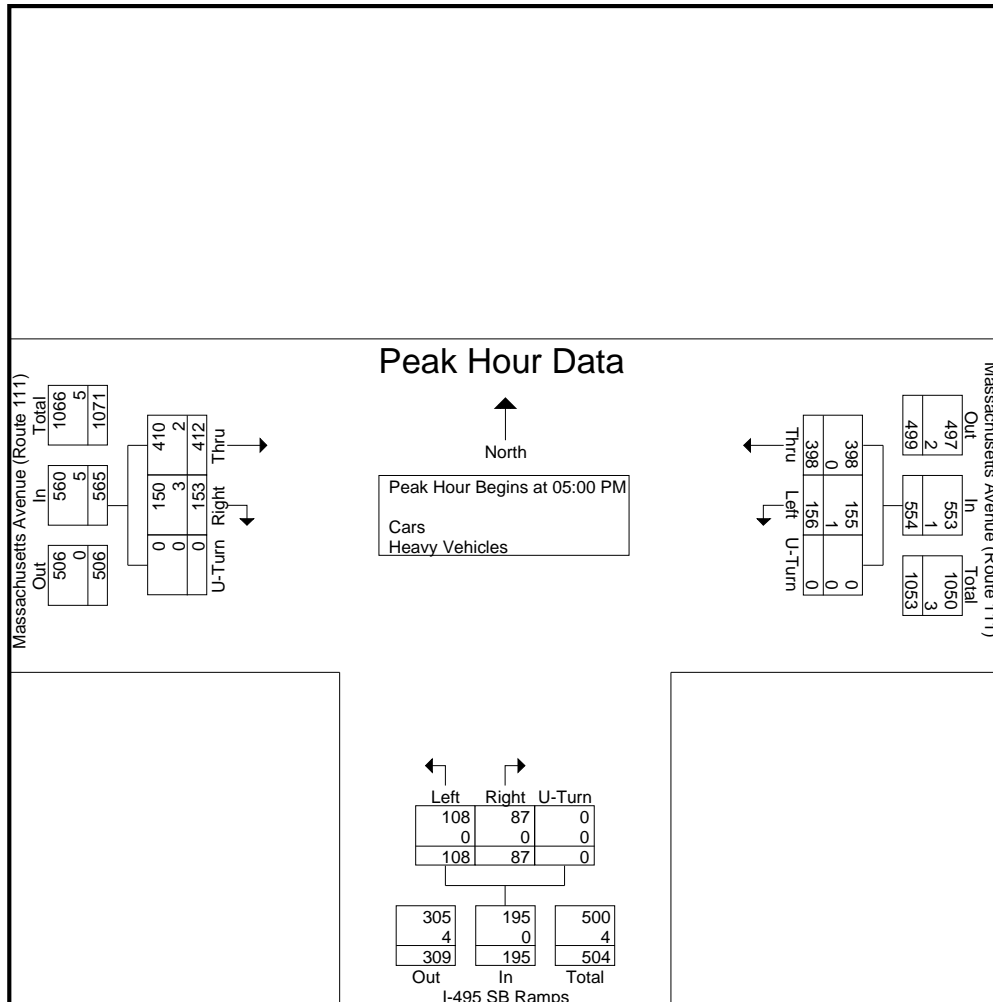 Peak Hour Data
North
Peak Hour Begins at 05:00 PM
Cars
Heavy Vehicles
Massachusetts Avenue (Route 111)
Total In Out
1066 560 506
5 5 0
1071 565 506
410 150 0
2 3 0
412 153 0
Thru Right U-Turn
Massachusetts Avenue (Route 111)
Out In Total
497 553 1050
2 1 3
499 554 1053
398 155 0
0 1 0
398 156 0
Thru Left U-Turn
Left Right U-Turn
108 87 0
0 0 0
108 87 0
305 195 500
4 0 4
309 195 504
Out In Total
I-495 SB Ramps